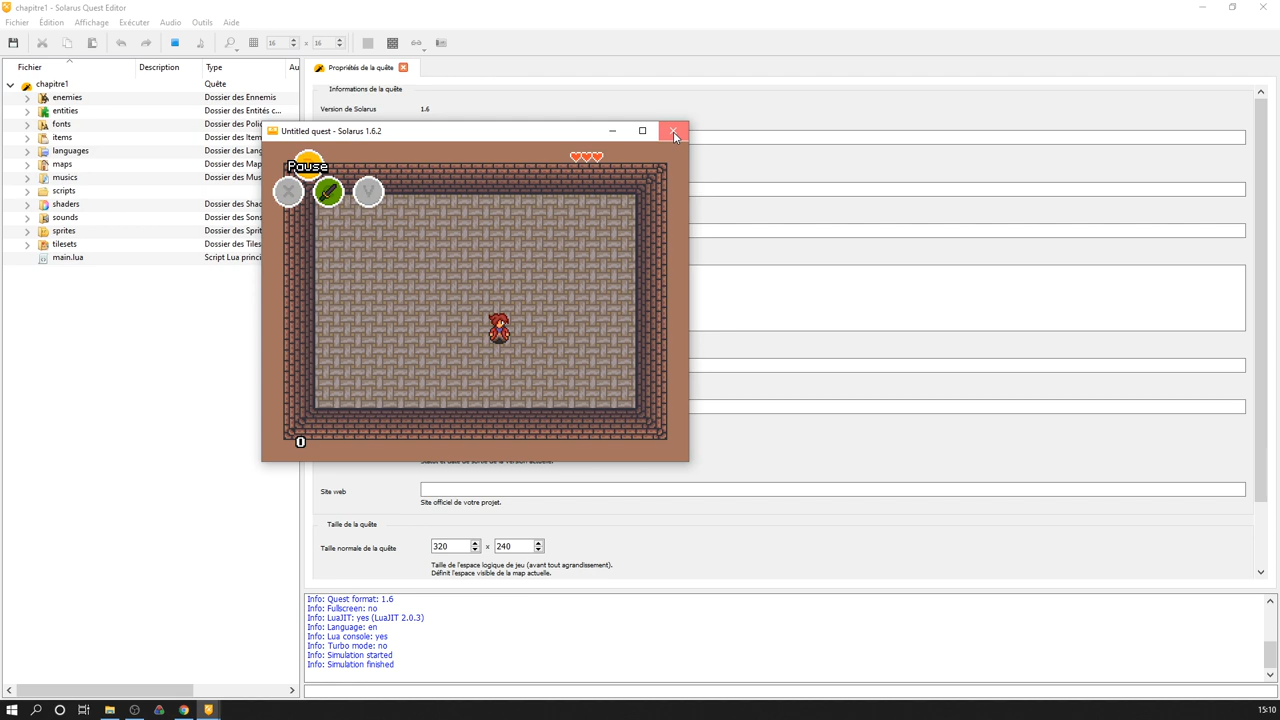 chapitre1 - Solarus Quest Editor
Fichier Édition Affichage Exécuter Audio Outils Aide
16 x 16
Fichier Description Type Au
chapitre1 Quête
enemies Dossier des Ennemis
entities Dossier des Entités c...
fonts Dossier des Poli
items Dossier des Item
languages Dossier des Lang
maps Dossier des Map
musics Dossier des Mus
scripts
shaders Dossier des Shad
sounds Dossier des Sons
sprites Dossier des Sprit
tilesets Dossier des Tiles
main.lua Script Lua princi
Propriétés de la quête
Informations de la quête
Version de Solarus 1.6
Untitled quest - Solarus 1.6.2
Pause
X Y
0
Site web
Site officiel de votre projet.
Taille de la quête
Taille normale de la quête 320 x 240
Taille de l'espace logique de jeu (avant tout agrandissement).
Définit l'espace visible de la map actuelle.
Info: Quest format: 1.6
Info: Fullscreen: no
Info: LuaJIT: yes (LuaJIT 2.0.3)
Info: Language: en
Info: Lua console: yes
Info: Turbo mode: no
Info: Simulation started
Info: Simulation finished
15:10